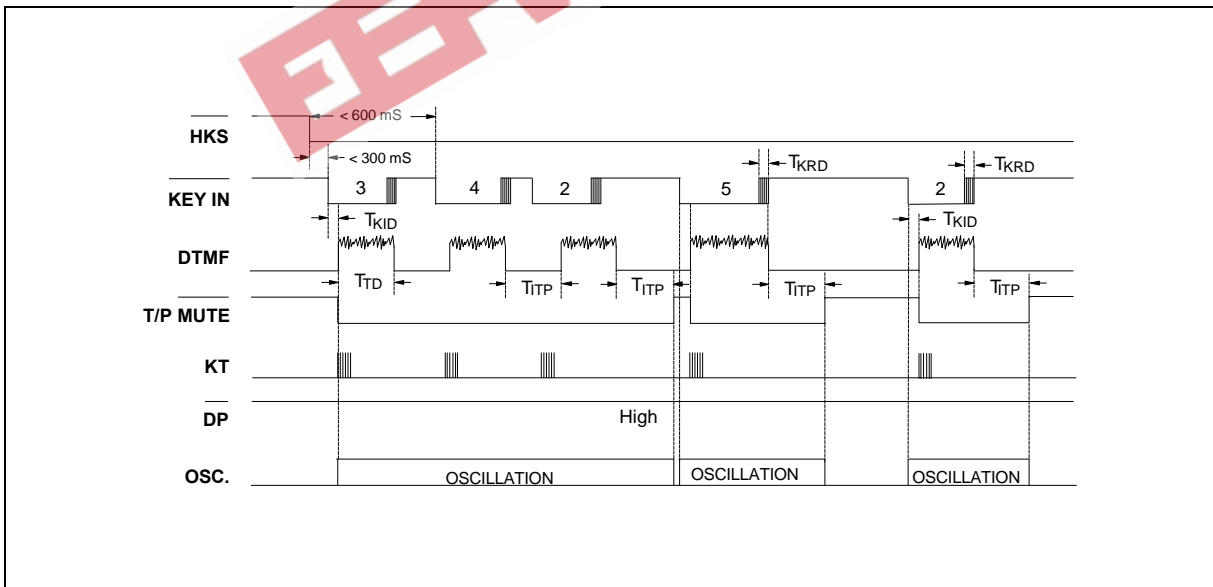 < 600 mS
HKS
< 300 mS
TKRD TKRD
KEY IN 3 4 2 5 2
TKID TKID
DTMF
TTD TITP TITP TITP TITP
T/P MUTE
KT
DP High
OSC. OSCILLATION OSCILLATION OSCILLATION